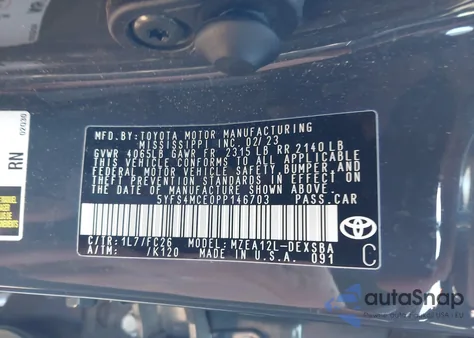 MFD.BY:TOYOTA MOTOR MANUFACTURING
MISSISSIPPI INC. 02/23
GVWR 4065LB GAWR FR 2315LB RR 2140LB
THIS VEHICLE CONFORMS TO ALL APPLICABLE
FEDERAL MOTOR VEHICLE SAFETY, BUMPER AND
THEFT PREVENTION STANDARDS IN EFFECT ON
THE DATE OF MANUFACTURE SHOWN ABOVE.
5YFS4MCE0PP146703 PASS.CAR
C/TR: 1L7/FC26 MODEL: MZEA12L-DEXSBA
A/TM: /K120 MADE IN U.S.A. 091
C
RN
autoSnap